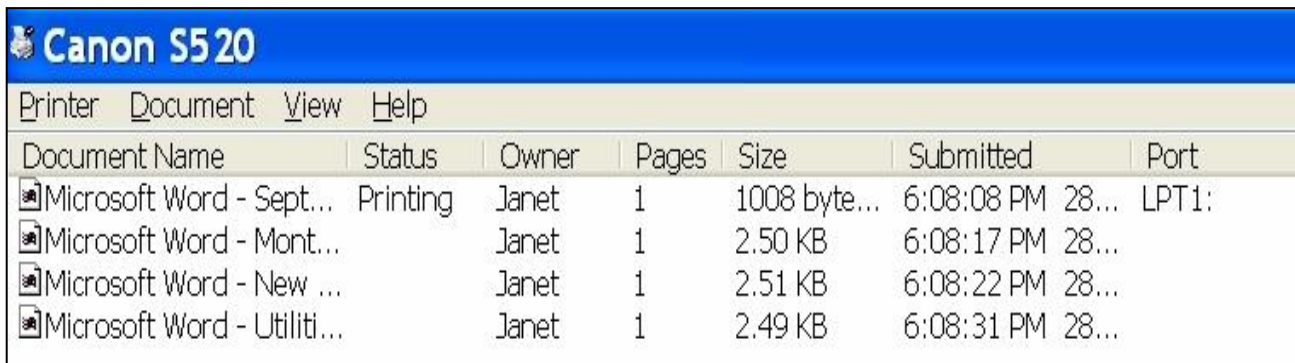 Canon S520
Printer Document View Help
Document Name Status Owner Pages Size Submitted Port
Microsoft Word - Sept... Printing Janet 1 1008 byte... 6:08:08 PM 28... LPT1:
Microsoft Word - Mont... Janet 1 2.50 KB 6:08:17 PM 28...
Microsoft Word - New ... Janet 1 2.51 KB 6:08:22 PM 28...
Microsoft Word - Utiliti... Janet 1 2.49 KB 6:08:31 PM 28...